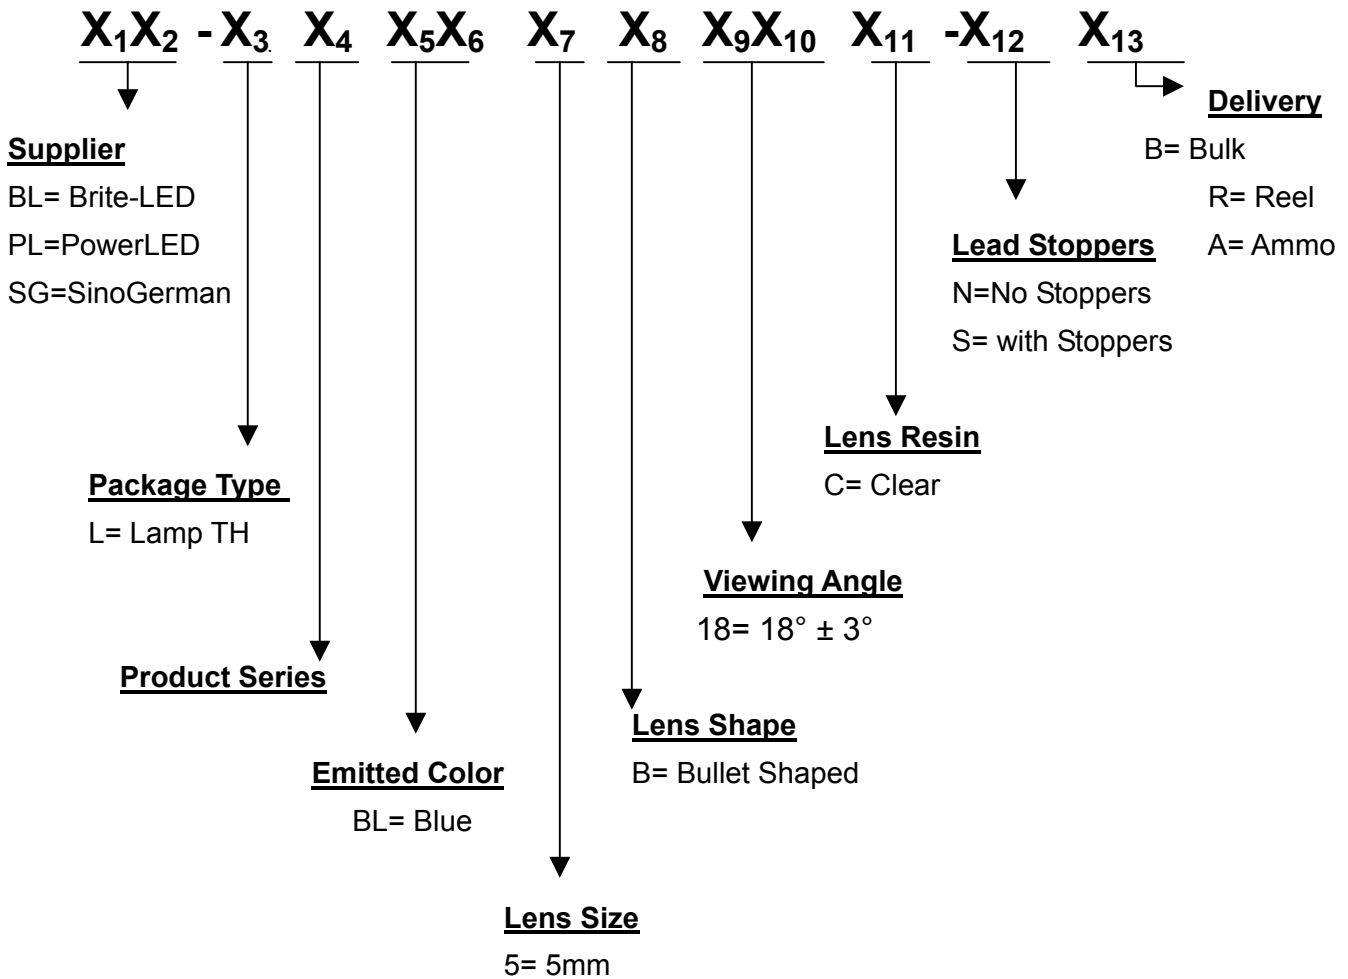 X₁X₂ - X₃ X₄ X₅X₆ X₇ X₈ X₉X₁₀ X₁₁ -X₁₂ X₁₃
Supplier
BL= Brite-LED
PL=PowerLED
SG=SinoGerman
Package Type
L= Lamp TH
Product Series
Emitted Color
BL= Blue
Lens Size
5= 5mm
Lens Shape
B= Bullet Shaped
Viewing Angle
18= 18° ± 3°
Lens Resin
C= Clear
Lead Stoppers
N=No Stoppers
S= with Stoppers
Delivery
B= Bulk
R= Reel
A= Ammo